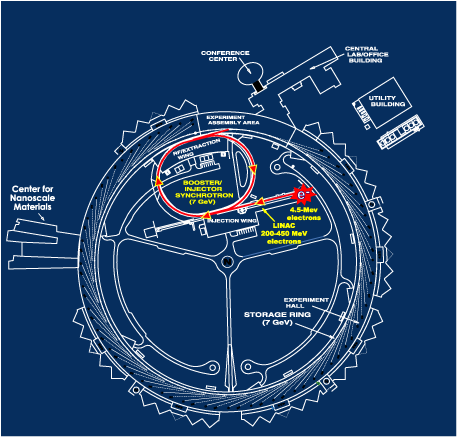 CONFERENCE
CENTER
CENTRAL
LAB/OFFICE
BUILDING
UTILITY
BUILDING
EXPERIMENT
ASSEMBLY AREA
RF/EXTRACTION
WING
BOOSTER/
INJECTOR
SYNCHROTRON
(7 GeV)
4.5-Mev
electrons
LINAC
200-450 MeV
electrons
INJECTION WING
Center for
Nanoscale
Materials
EXPERIMENT
HALL
STORAGE RING
(7 GeV)